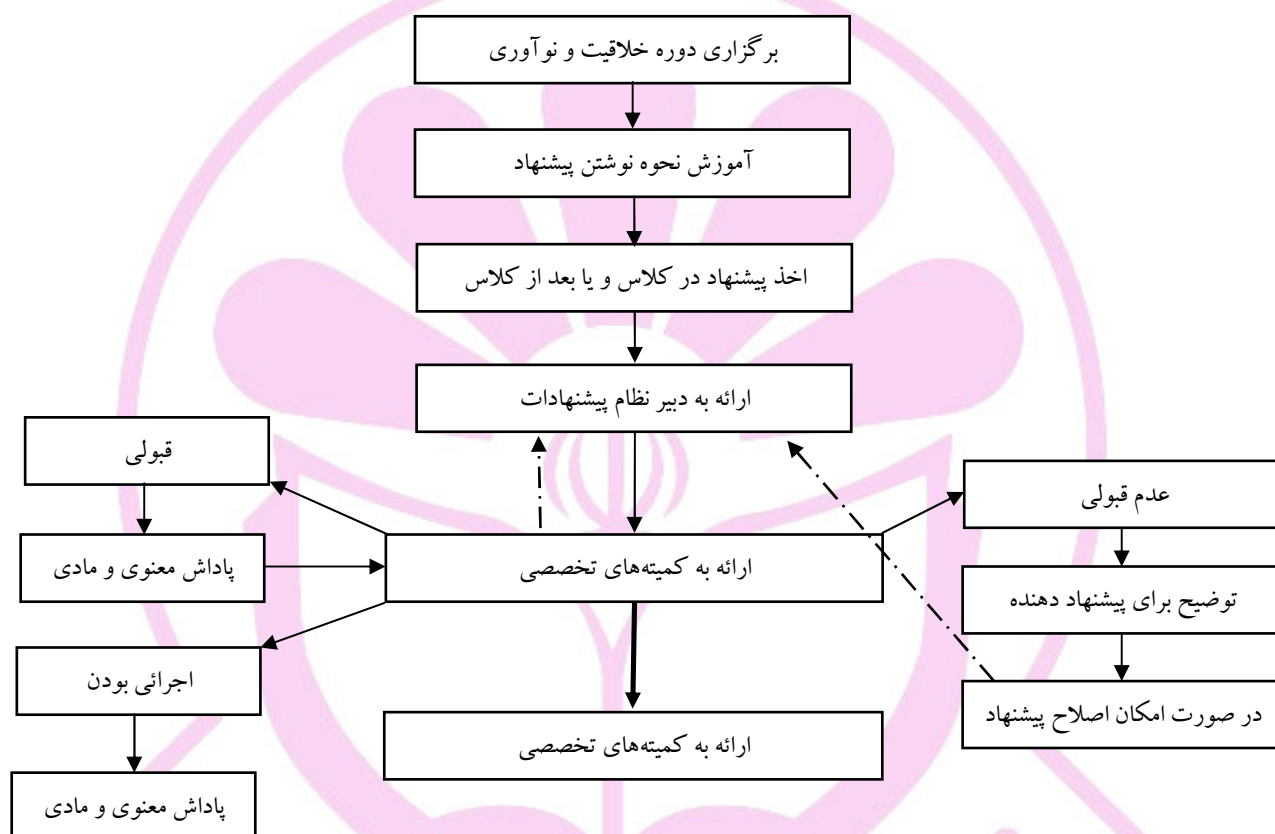 برگزاری دوره خلاقیت و نوآوری
آموزش نحوه نوشتن پیشنهاد
اخذ پیشنهاد در کلاس و یا بعد از کلاس
ارائه به دبیر نظام پیشنهادات
قبولی
عدم قبولی
پاداش معنوی و مادی
ارائه به کمیته‌های تخصصی
توضیح برای پیشنهاد دهنده
اجرائی بودن
ارائه به کمیته‌های تخصصی
در صورت امکان اصلاح پیشنهاد
پاداش معنوی و مادی